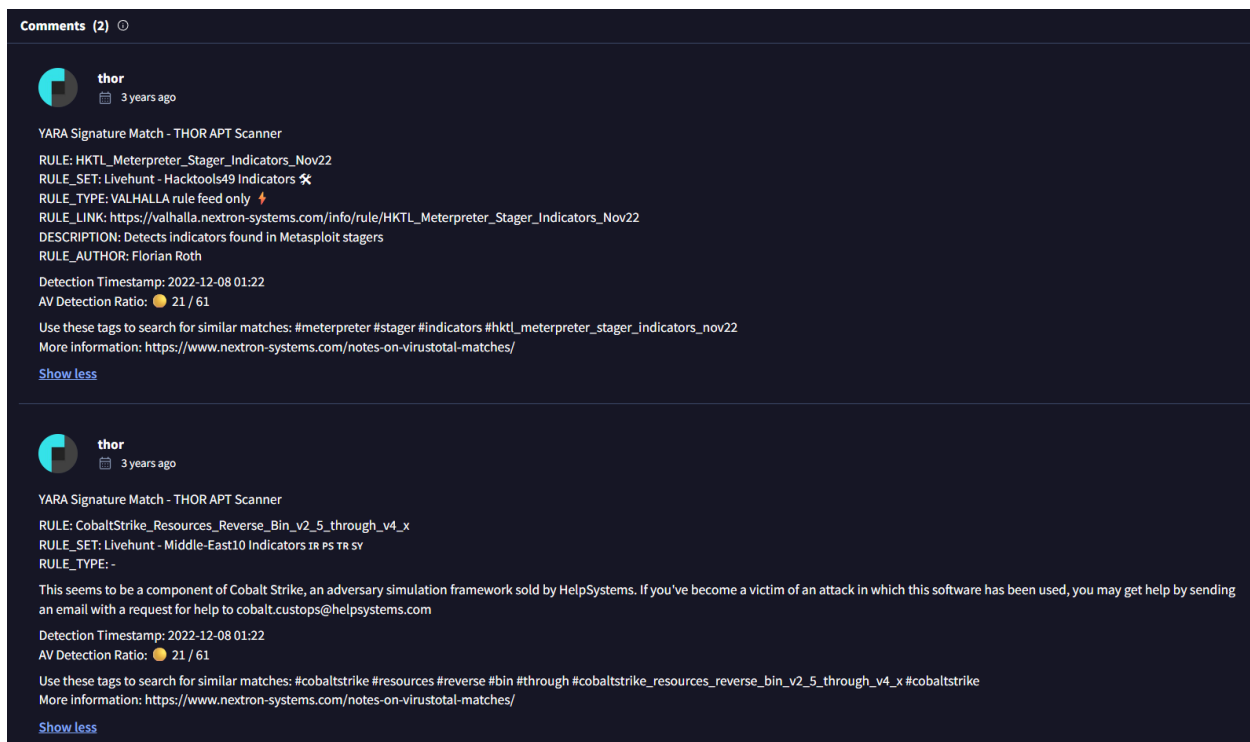 Comments (2)
thor
3 years ago
YARA Signature Match - THOR APT Scanner
RULE: HKTL_Meterpreter_Stager_Indicators_Nov22
RULE_SET: Livehunt - Hacktools49 Indicators 🛠
RULE_TYPE: VALHALLA rule feed only ⚡
RULE_LINK: https://valhalla.nextron-systems.com/info/rule/HKTL_Meterpreter_Stager_Indicators_Nov22
DESCRIPTION: Detects indicators found in Metasploit stagers
RULE_AUTHOR: Florian Roth
Detection Timestamp: 2022-12-08 01:22
AV Detection Ratio: 🟡 21 / 61
Use these tags to search for similar matches: #meterpreter #stager #indicators #hktl_meterpreter_stager_indicators_nov22
More information: https://www.nextron-systems.com/notes-on-virustotal-matches/
Show less
thor
3 years ago
YARA Signature Match - THOR APT Scanner
RULE: CobaltStrike_Resources_Reverse_Bin_v2_5_through_v4_x
RULE_SET: Livehunt - Middle-East10 Indicators ɪʀ ᴘs ᴛʀ sʏ
RULE_TYPE: -
This seems to be a component of Cobalt Strike, an adversary simulation framework sold by HelpSystems. If you've become a victim of an attack in which this software has been used, you may get help by sending
an email with a request for help to cobalt.custops@helpsystems.com
Detection Timestamp: 2022-12-08 01:22
AV Detection Ratio: 🟡 21 / 61
Use these tags to search for similar matches: #cobaltstrike #resources #reverse #bin #through #cobaltstrike_resources_reverse_bin_v2_5_through_v4_x #cobaltstrike
More information: https://www.nextron-systems.com/notes-on-virustotal-matches/
Show less